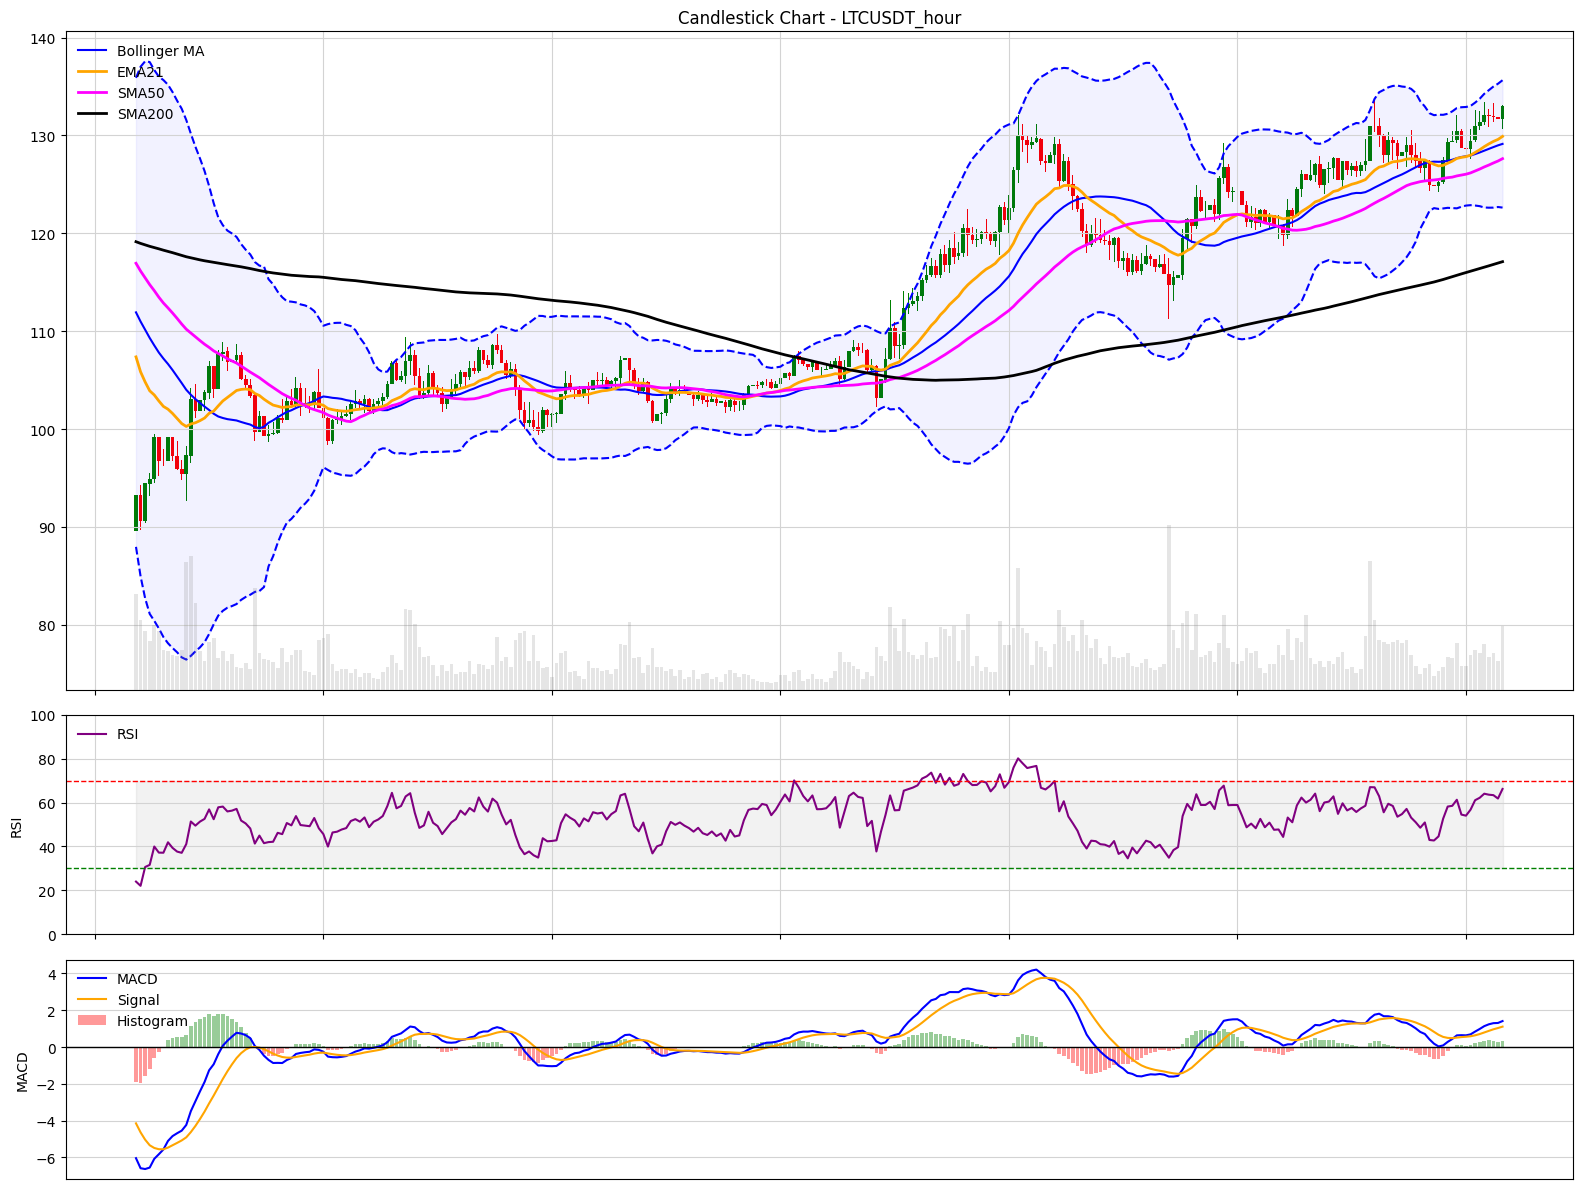 Candlestick Chart - LTCUSDT_hour
140
130
120
110
100
90
80
Bollinger MA
EMA21
SMA50
SMA200
RSI
100
80
60
40
20
0
RSI
MACD
4
2
0
−2
−4
−6
MACD
Signal
Histogram